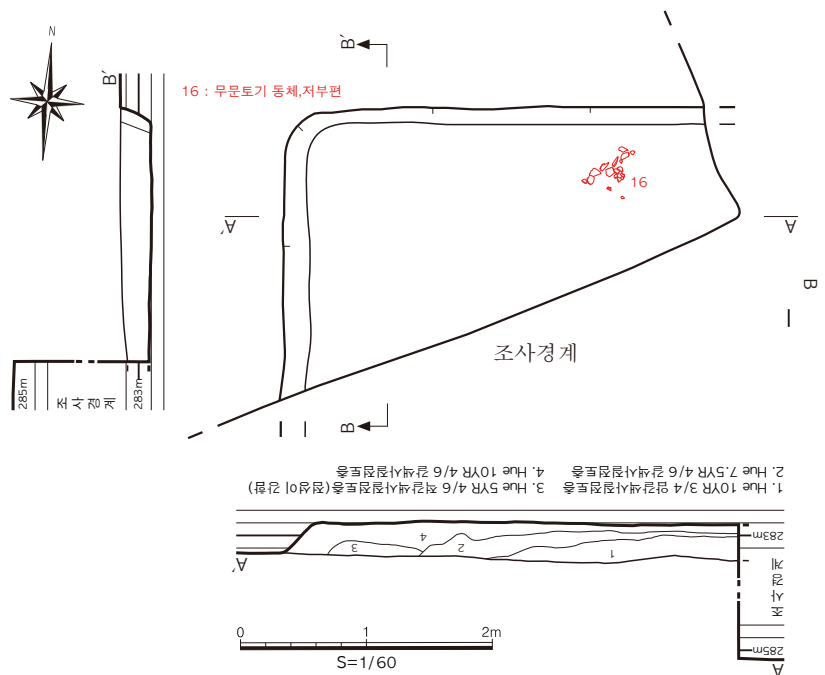 N
B′
B′
16 : 무문토기 동체,저부편
16
A′
A
B
조사경계
285m
조사경계
283m
B
1. Hue 10YR 3/4 암갈색사질점토층
2. Hue 7.5YR 4/6 갈색사질점토층
3. Hue 5YR 4/6 적갈색사질점토층(점성이 강함)
4. Hue 10YR 4/6 갈색사질점토층
4
3
2
1
283m
A′
조사경계
285m
A
0
1
2m
S=1/60